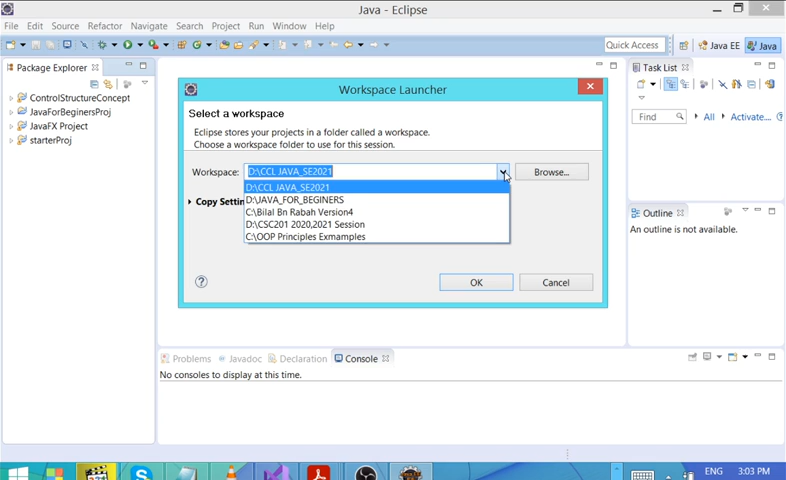 Java - Eclipse
File Edit Source Refactor Navigate Search Project Run Window Help
Quick Access Java EE Java
Package Explorer
ControlStructureConcept
JavaForBeginersProj
JavaFX Project
starterProj
Workspace Launcher
Select a workspace
Eclipse stores your projects in a folder called a workspace.
Choose a workspace folder to use for this session.
Workspace: D:\CCL JAVA_SE2021 Browse...
D:\CCL JAVA_SE2021
D:\JAVA_FOR_BEGINERS
C:\Bilal Bn Rabah Version4
D:\CSC201 2020,2021 Session
C:\OOP Principles Exmamples
Copy Settin
OK Cancel
Task List
Find All Activate...
Outline
An outline is not available.
Problems Javadoc Declaration Console
No consoles to display at this time.
ENG 3:03 PM